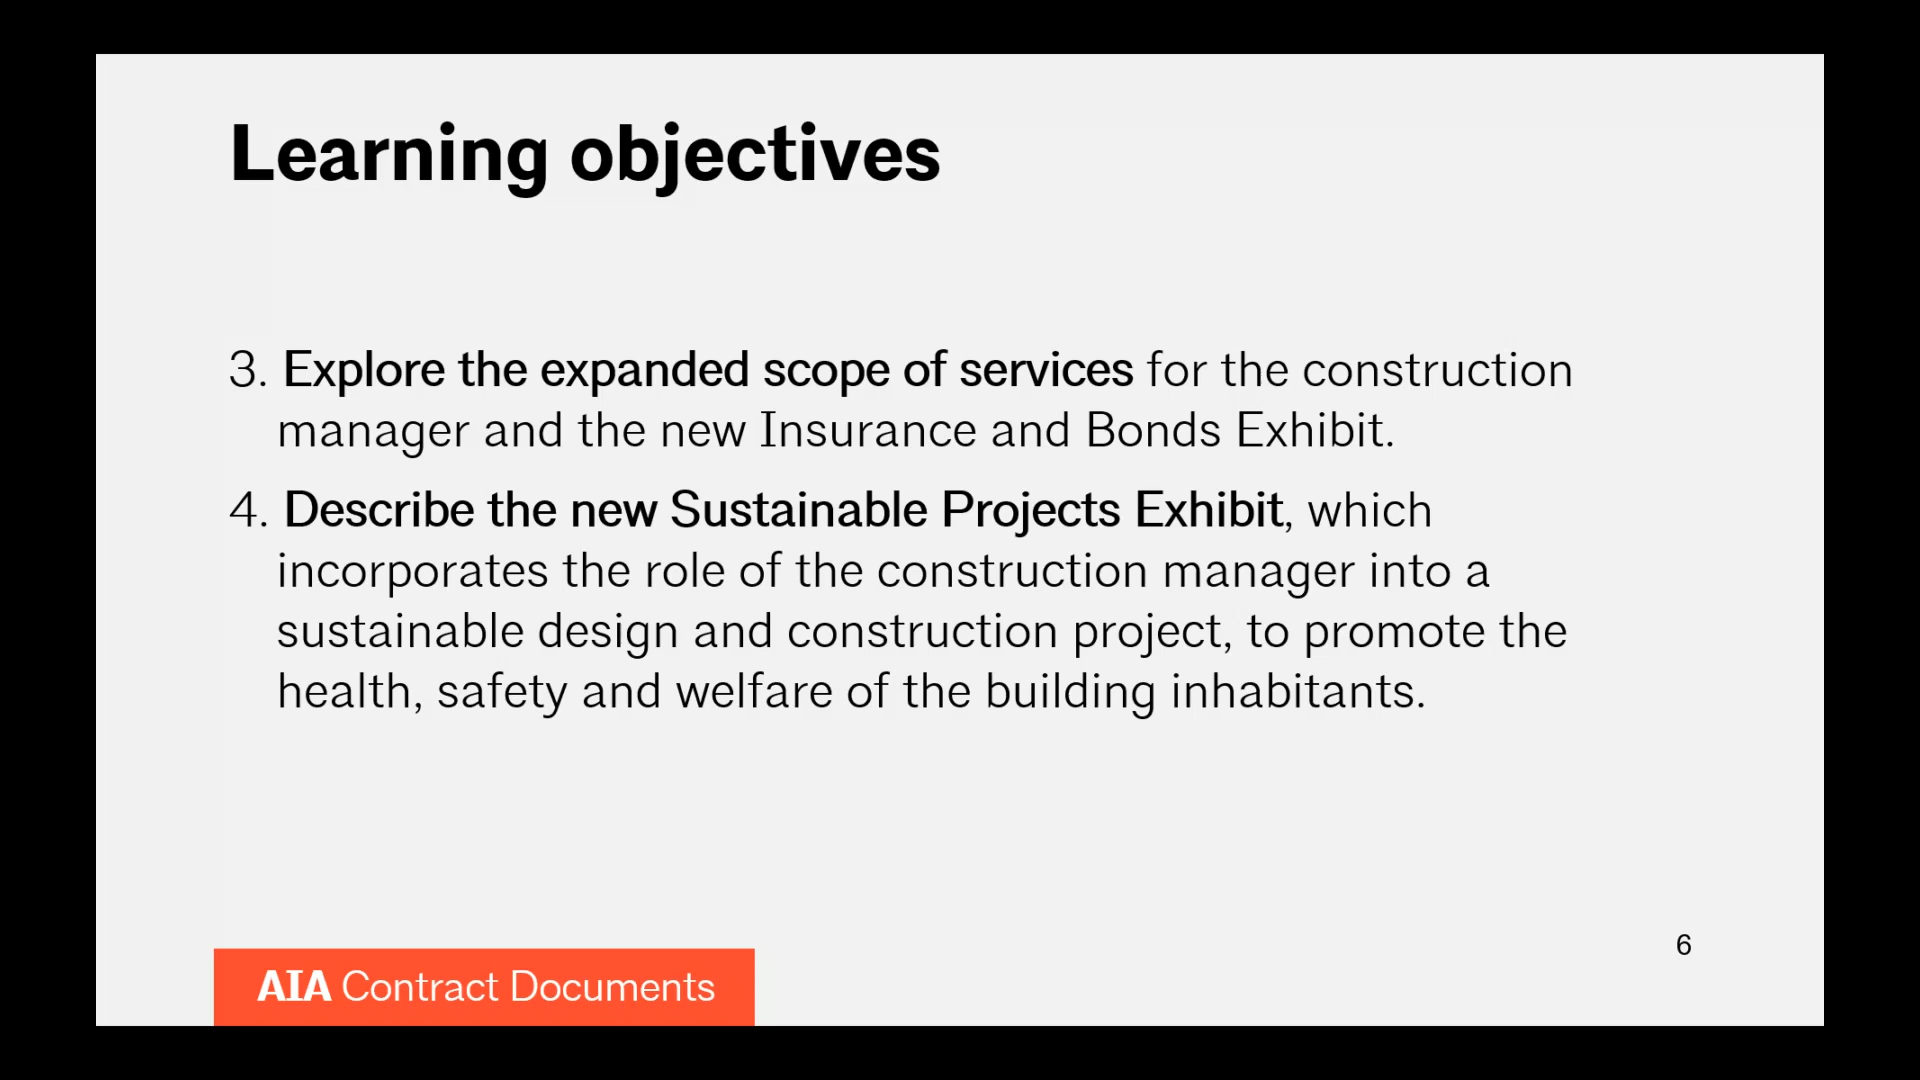 Learning objectives
3. Explore the expanded scope of services for the construction
manager and the new Insurance and Bonds Exhibit.
4. Describe the new Sustainable Projects Exhibit, which
incorporates the role of the construction manager into a
sustainable design and construction project, to promote the
health, safety and welfare of the building inhabitants.
6
AIA Contract Documents